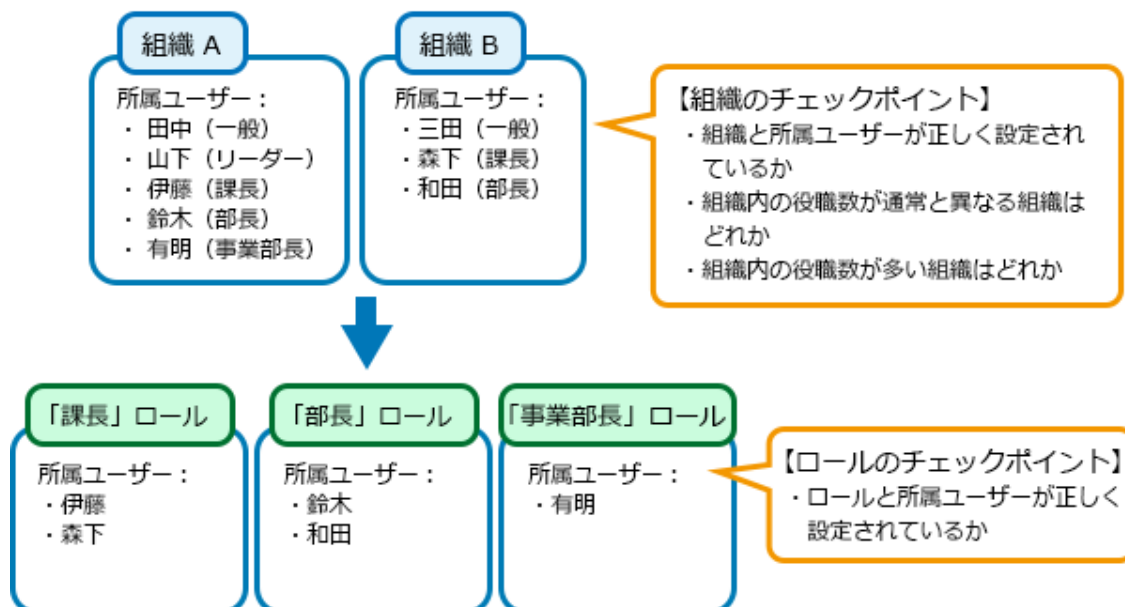 組織 A
所属ユーザー：
・ 田中（一般）
・ 山下（リーダー）
・ 伊藤（課長）
・ 鈴木（部長）
・ 有明（事業部長）
組織 B
所属ユーザー：
・ 三田（一般）
・ 森下（課長）
・ 和田（部長）
【組織のチェックポイント】
・組織と所属ユーザーが正しく設定され
ているか
・組織内の役職数が通常と異なる組織は
どれか
・組織内の役職数が多い組織はどれか
「課長」ロール
所属ユーザー：
・伊藤
・森下
「部長」ロール
所属ユーザー：
・鈴木
・和田
「事業部長」ロール
所属ユーザー：
・有明
【ロールのチェックポイント】
・ロールと所属ユーザーが正しく
設定されているか